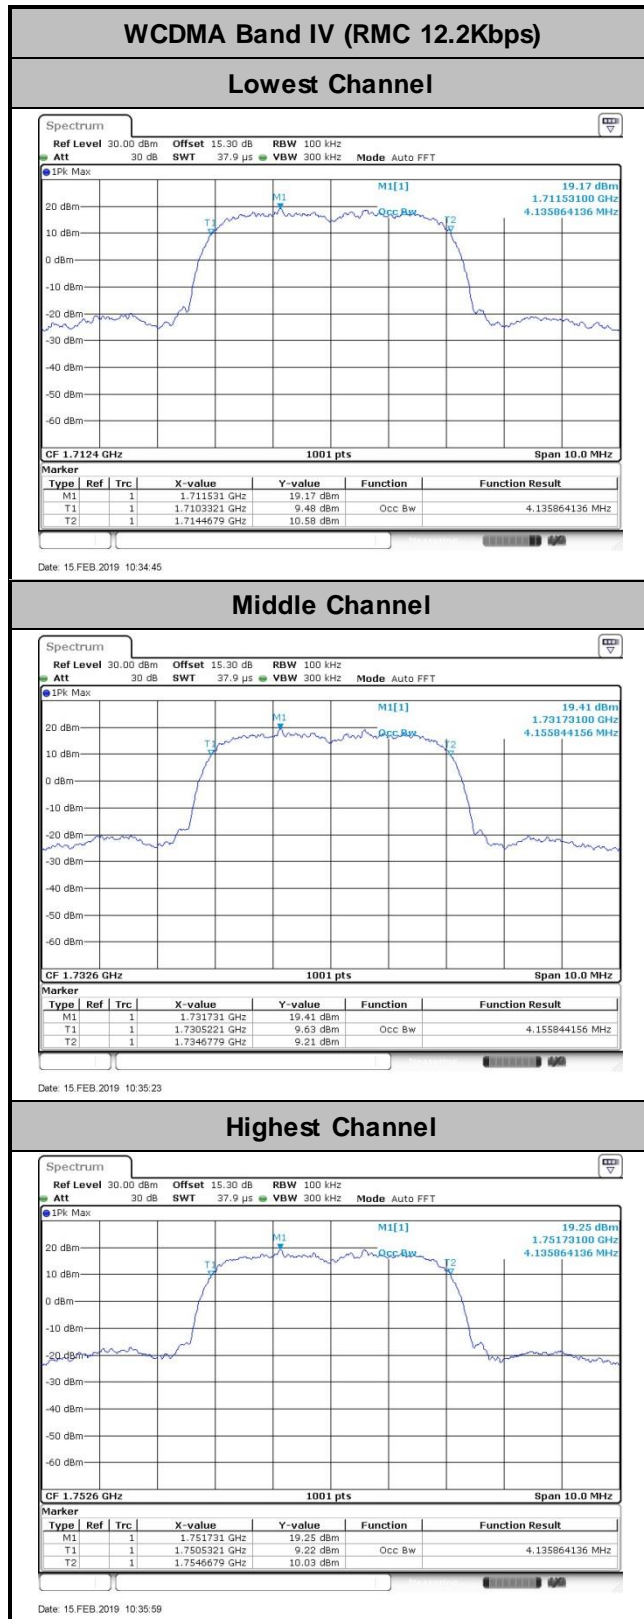 WCDMA Band IV (RMC 12.2Kbps)
Lowest Channel
Spectrum
Ref Level 30.00 dBm Offset 15.30 dB RBW 100 kHz
Att 30 dB SWT 37.9 µs VBW 300 kHz Mode Auto FFT
1Pk Max
M1[1] 19.17 dBm
1.71153100 GHz
Occ Bw 4.135864136 MHz
M1
T1
T2
20 dBm
10 dBm
0 dBm
-10 dBm
-20 dBm
-30 dBm
-40 dBm
-50 dBm
-60 dBm
CF 1.7124 GHz 1001 pts Span 10.0 MHz
Marker
Type Ref Trc X-value Y-value Function Function Result
M1 1 1.711531 GHz 19.17 dBm
T1 1 1.7103321 GHz 9.48 dBm Occ Bw 4.135864136 MHz
T2 1 1.7144679 GHz 10.58 dBm
Date: 15.FEB.2019 10:34:45
Middle Channel
Spectrum
Ref Level 30.00 dBm Offset 15.30 dB RBW 100 kHz
Att 30 dB SWT 37.9 µs VBW 300 kHz Mode Auto FFT
1Pk Max
M1[1] 19.41 dBm
1.73173100 GHz
Occ Bw 4.155844156 MHz
M1
T1
T2
20 dBm
10 dBm
0 dBm
-10 dBm
-20 dBm
-30 dBm
-40 dBm
-50 dBm
-60 dBm
CF 1.7326 GHz 1001 pts Span 10.0 MHz
Marker
Type Ref Trc X-value Y-value Function Function Result
M1 1 1.731731 GHz 19.41 dBm
T1 1 1.7305221 GHz 9.63 dBm Occ Bw 4.155844156 MHz
T2 1 1.7346779 GHz 9.21 dBm
Date: 15.FEB.2019 10:35:23
Highest Channel
Spectrum
Ref Level 30.00 dBm Offset 15.30 dB RBW 100 kHz
Att 30 dB SWT 37.9 µs VBW 300 kHz Mode Auto FFT
1Pk Max
M1[1] 19.25 dBm
1.75173100 GHz
Occ Bw 4.135864136 MHz
M1
T1
T2
20 dBm
10 dBm
0 dBm
-10 dBm
-20 dBm
-30 dBm
-40 dBm
-50 dBm
-60 dBm
CF 1.7526 GHz 1001 pts Span 10.0 MHz
Marker
Type Ref Trc X-value Y-value Function Function Result
M1 1 1.751731 GHz 19.25 dBm
T1 1 1.7505321 GHz 9.22 dBm Occ Bw 4.135864136 MHz
T2 1 1.7546679 GHz 10.03 dBm
Date: 15.FEB.2019 10:35:59